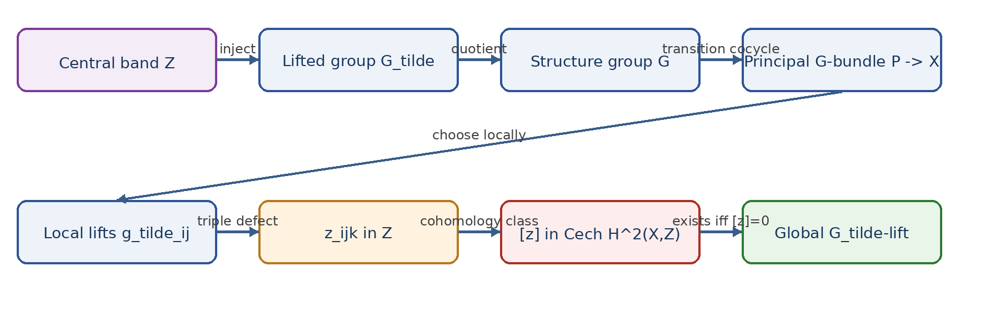 Central band Z
inject
Lifted group G_tilde
quotient
Structure group G
transition cocycle
Principal G-bundle P -> X
choose locally
Local lifts g_tilde_ij
triple defect
z_ijk in Z
cohomology class
[z] in Cech H^2(X,Z)
exists iff [z]=0
Global G_tilde-lift